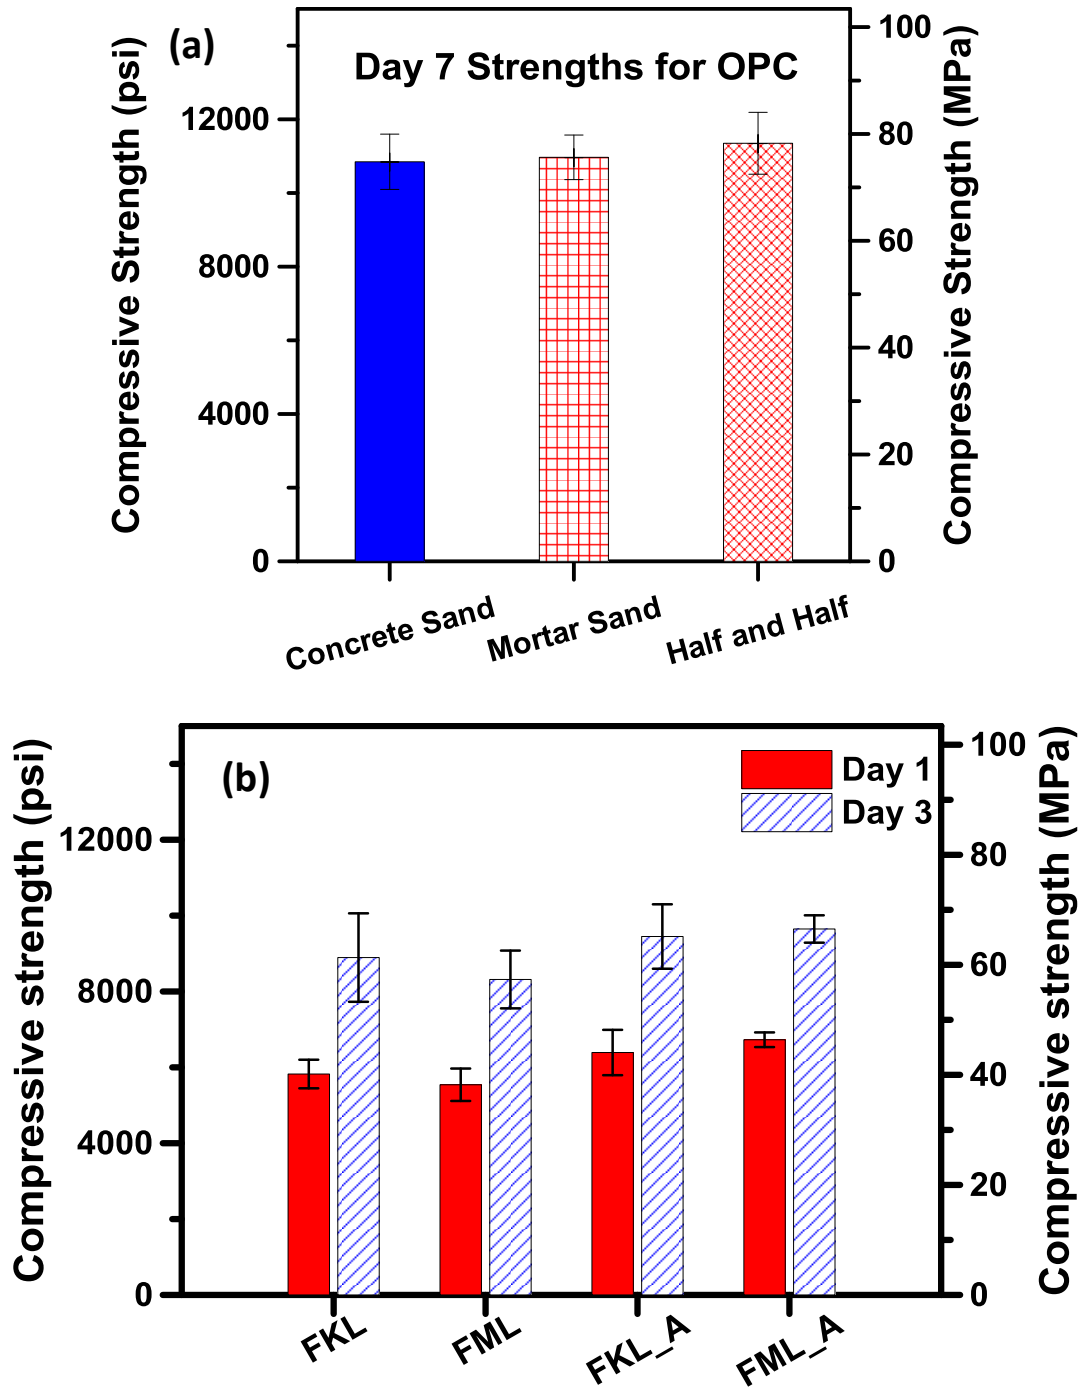 (a)
Day 7 Strengths for OPC
Compressive Strength (psi)
12000
8000
4000
0
Compressive Strength (MPa)
100
80
60
40
20
0
Concrete Sand
Mortar Sand
Half and Half
(b)
Day 1
Day 3
Compressive strength (psi)
12000
8000
4000
0
Compressive strength (MPa)
100
80
60
40
20
0
FKL
FML
FKL_A
FML_A